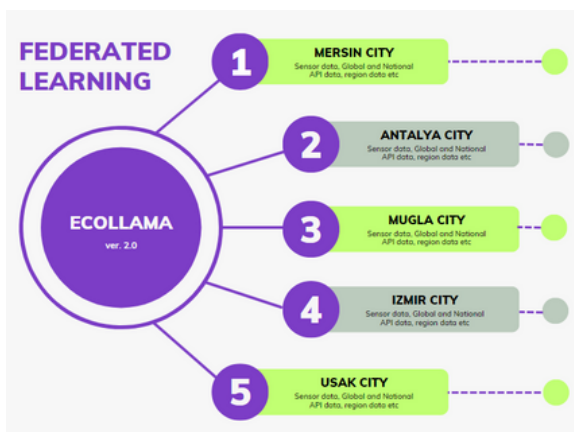 FEDERATED
LEARNING
1
MERSIN CITY
Sensor data, Global and National
API data, region data etc
2
ANTALYA CITY
Sensor data, Global and National
API data, region data etc
ECOLLAMA
ver. 2.0
3
MUGLA CITY
Sensor data, Global and National
API data, region data etc
4
IZMIR CITY
Sensor data, Global and National
API data, region data etc
5
USAK CITY
Sensor data, Global and National
API data, region data etc